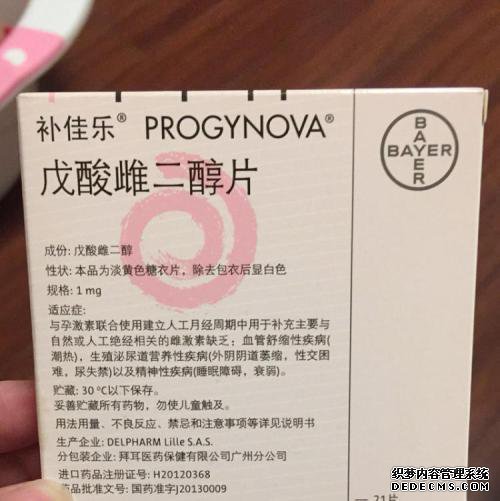 补佳乐® PROGYNOVA®
BAYER
BAYER
戊酸雌二醇片
成份: 戊酸雌二醇
性状: 本品为淡黄色糖衣片，除去包衣后显白色
规格: 1 mg
适应症:
与孕激素联合使用建立人工月经周期中用于补充主要与
自然或人工绝经相关的雌激素缺乏: 血管舒缩性疾病
(潮热)，生殖泌尿道营养性疾病(外阴阴道萎缩，性交困
难，尿失禁)以及精神性疾病(睡眠障碍，衰弱)。
贮藏: 30 ℃以下保存。
妥善贮藏所有药物，勿使儿童触及。
用法用量、不良反应、禁忌和注意事项等详见说明书
生产企业: DELPHARM Lille S.A.S.
分包装企业: 拜耳医药保健有限公司广州分公司
进口药品注册证号: H20120368
药品批准文号: 国药准字J20130009
21片
娱乐资讯
WWW.DEDECMS.COM